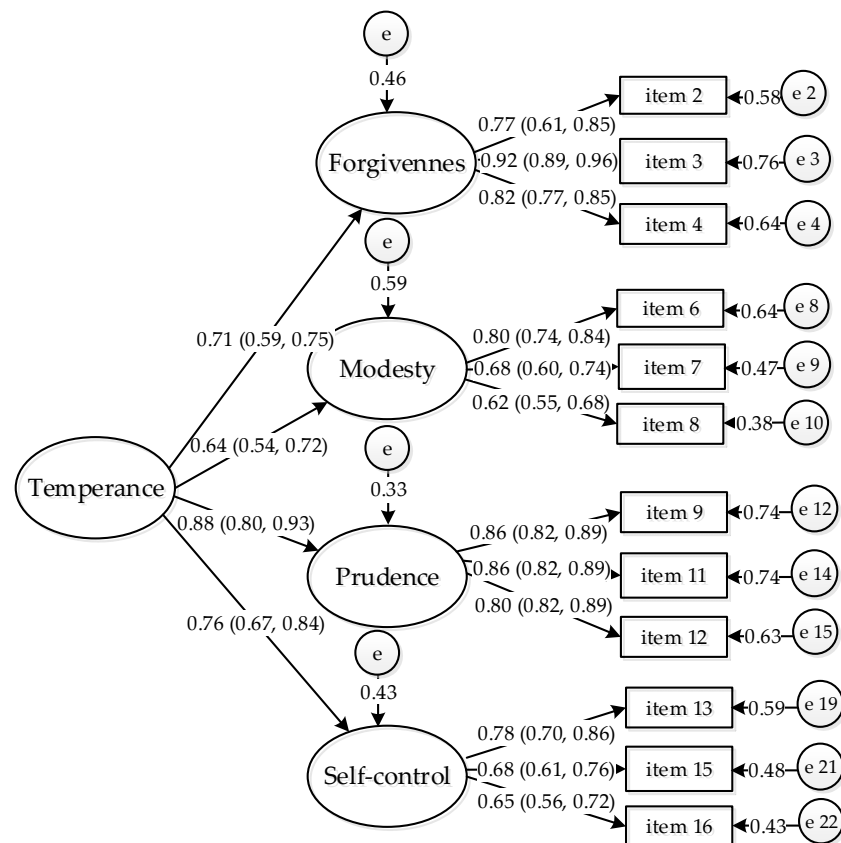 e
0.46
0.77 (0.61, 0.85)
item 2
0.58
e 2
Forgivennes
0.92 (0.89, 0.96)
item 3
0.76
e 3
0.82 (0.77, 0.85)
item 4
0.64
e 4
e
0.59
0.71 (0.59, 0.75)
0.80 (0.74, 0.84)
item 6
0.64
e 8
Modesty
0.68 (0.60, 0.74)
item 7
0.47
e 9
0.62 (0.55, 0.68)
item 8
0.38
e 10
0.64 (0.54, 0.72)
e
0.33
Temperance
0.88 (0.80, 0.93)
0.86 (0.82, 0.89)
item 9
0.74
e 12
Prudence
0.86 (0.82, 0.89)
item 11
0.74
e 14
0.80 (0.82, 0.89)
item 12
0.63
e 15
0.76 (0.67, 0.84)
e
0.43
0.78 (0.70, 0.86)
item 13
0.59
e 19
Self-control
0.68 (0.61, 0.76)
item 15
0.48
e 21
0.65 (0.56, 0.72)
item 16
0.43
e 22